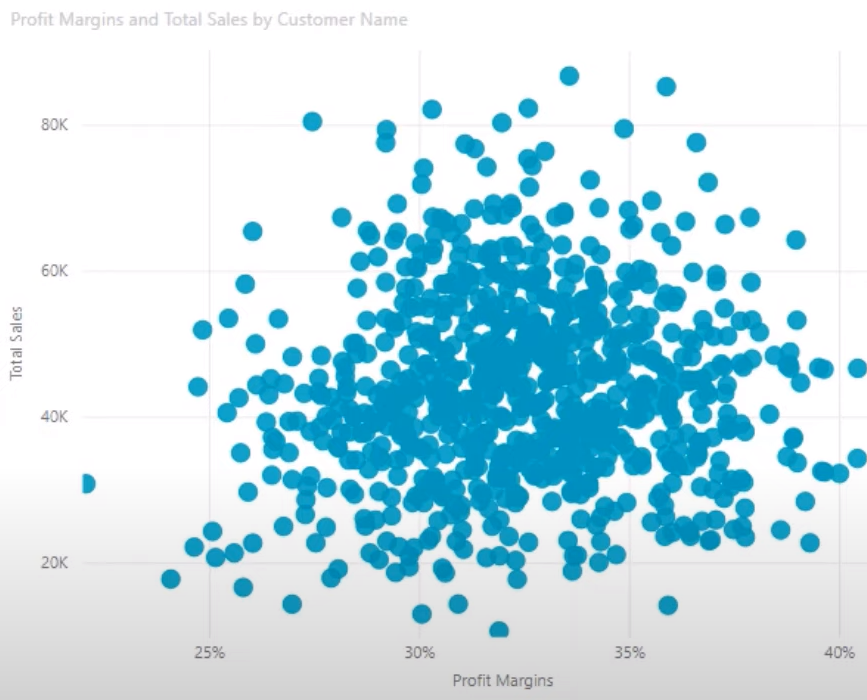 Profit Margins and Total Sales by Customer Name
80K
60K
Total Sales
40K
20K
25% 30% 35% 40%
Profit Margins